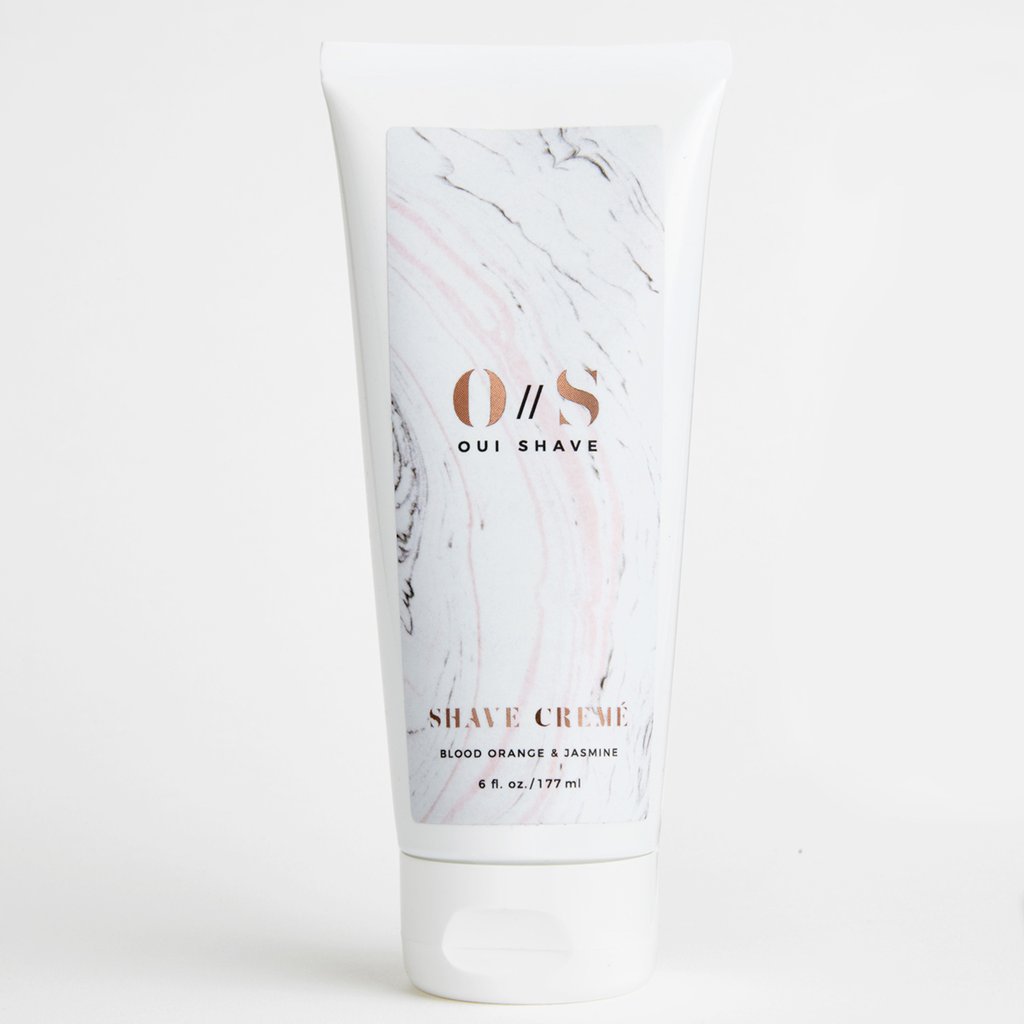 O//S
OUI SHAVE
SHAVE CREMÉ
BLOOD ORANGE & JASMINE
6 fl. oz./177 ml